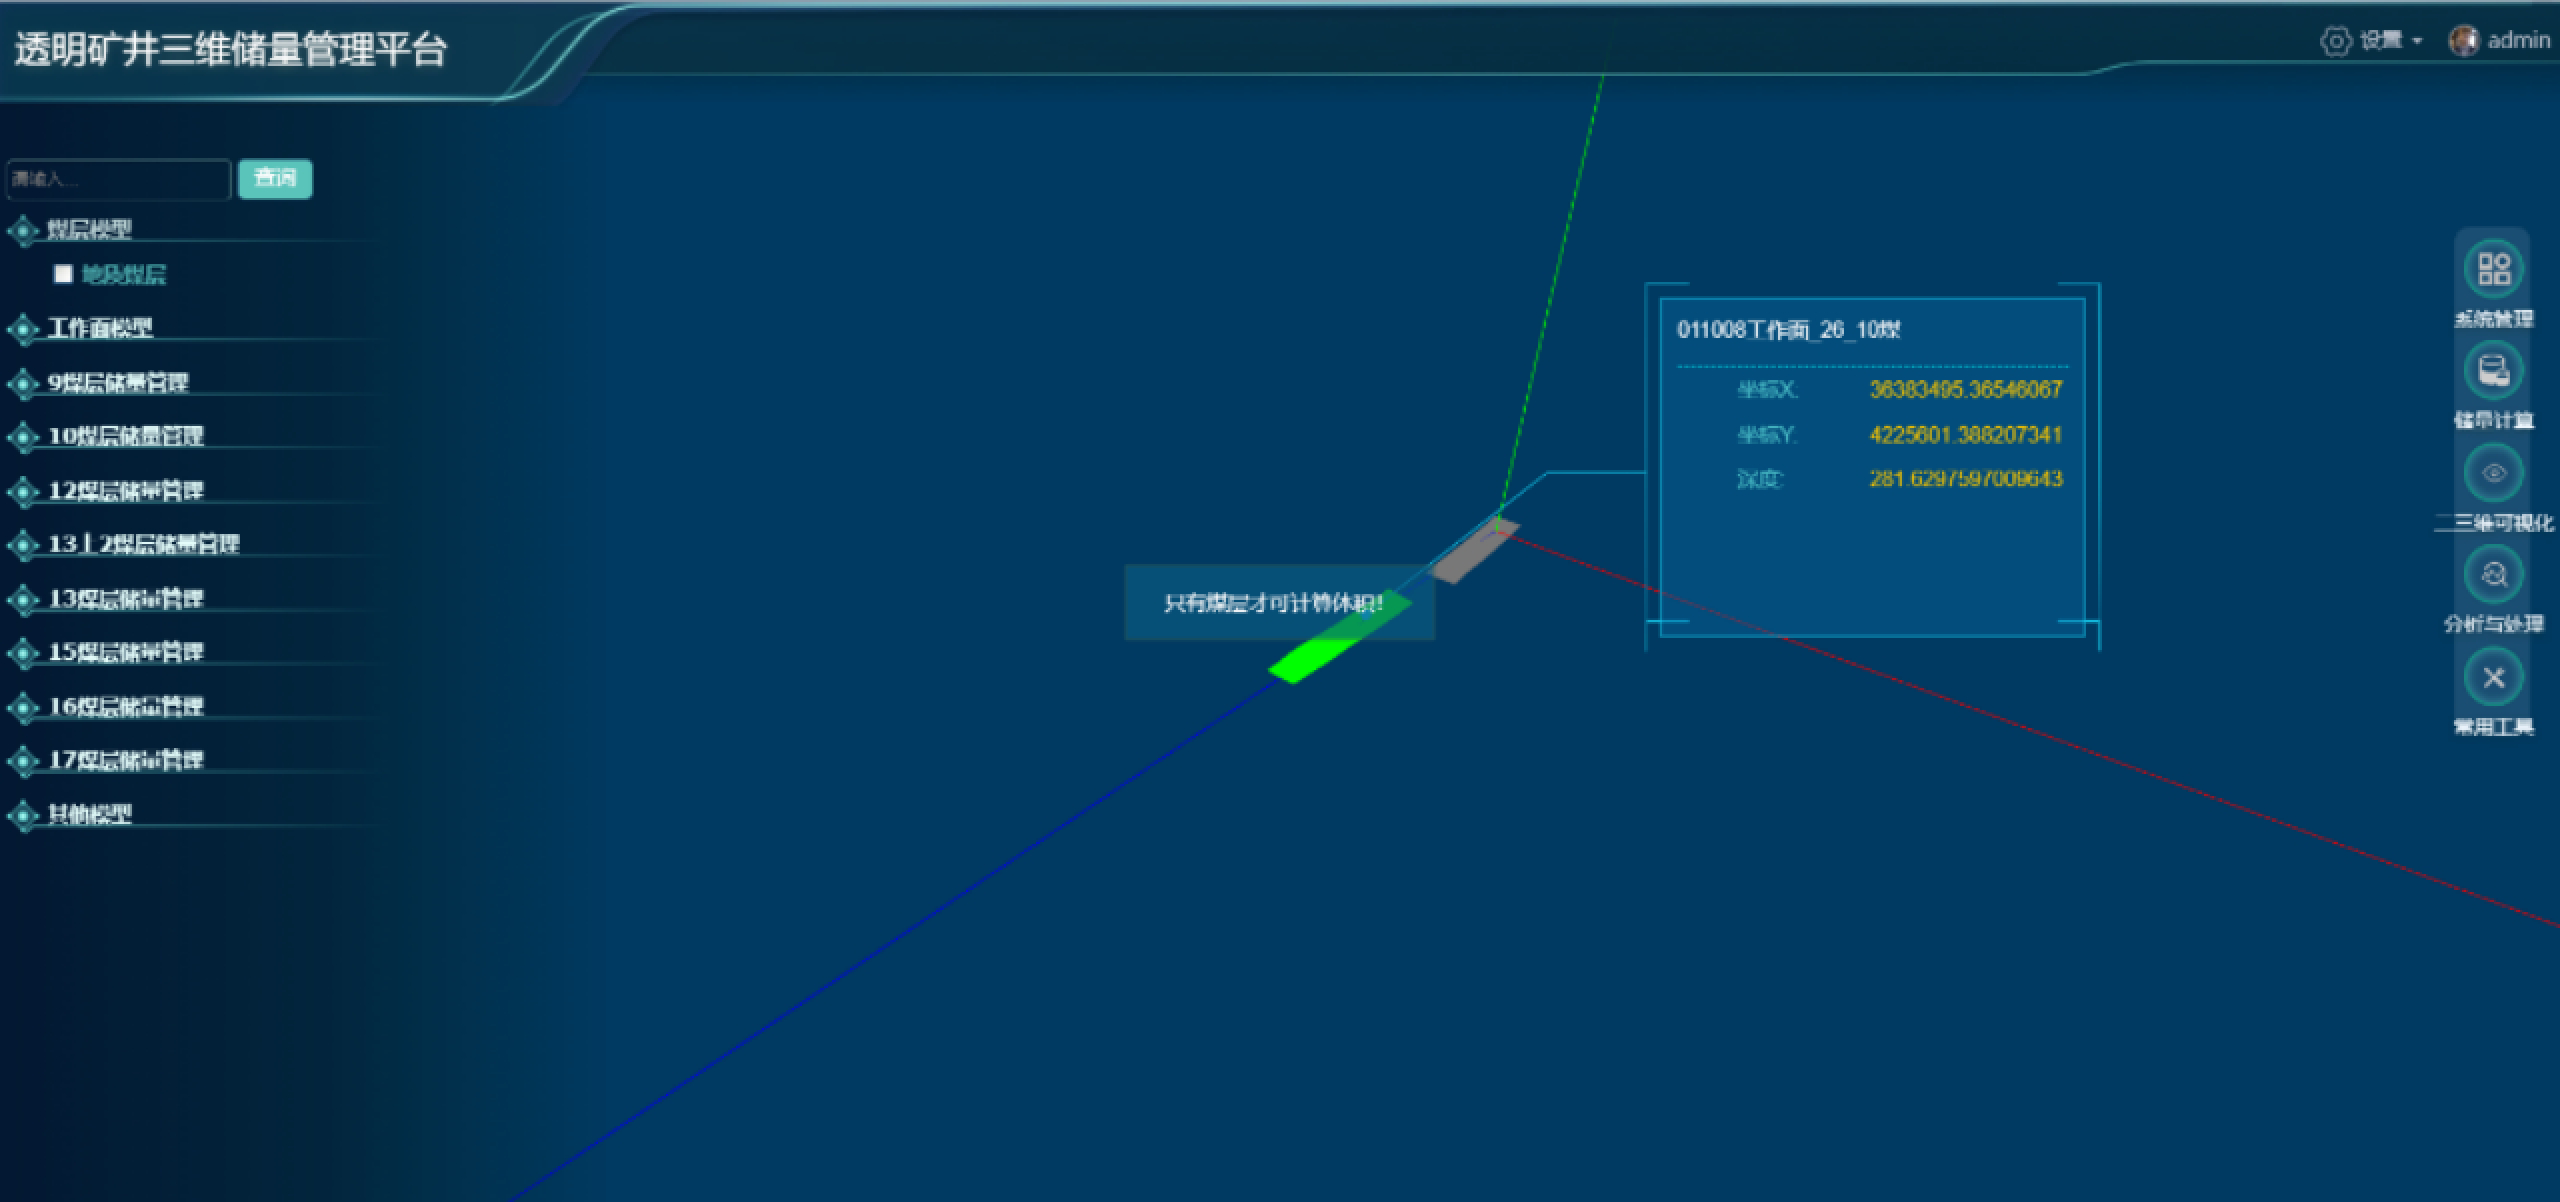 透明矿井三维储量管理平台
设置
admin
请输入...
查询
煤层模型
地段煤层
工作面模型
9煤层储量管理
10煤层储量管理
12煤层储量管理
13上2煤层储量管理
13煤层储量管理
15煤层储量管理
16煤层储量管理
17煤层储量管理
其他模型
只有煤层才可计算体积!
011008工作面_26_10煤
坐标X: 36383495.36546067
坐标Y: 4225601.388207341
深度: 281.6297597009643
系统管理
储量计算
二三维可视化
分析与处理
常用工具